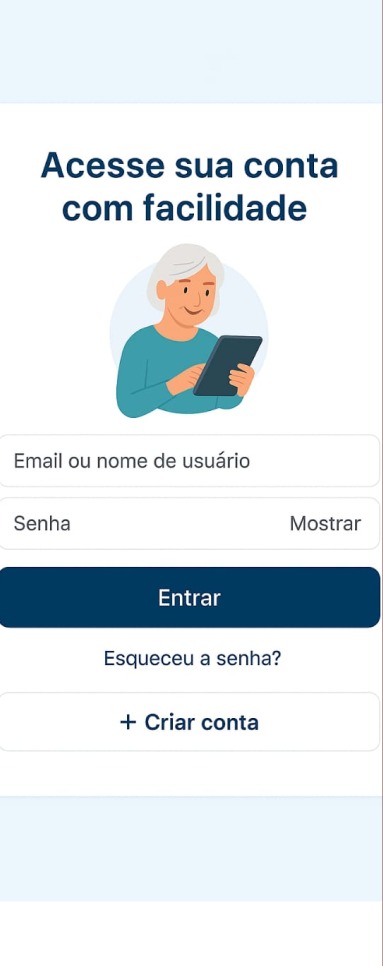 Acesse sua conta
com facilidade
Email ou nome de usuário
Senha Mostrar
Entrar
Esqueceu a senha?
+ Criar conta